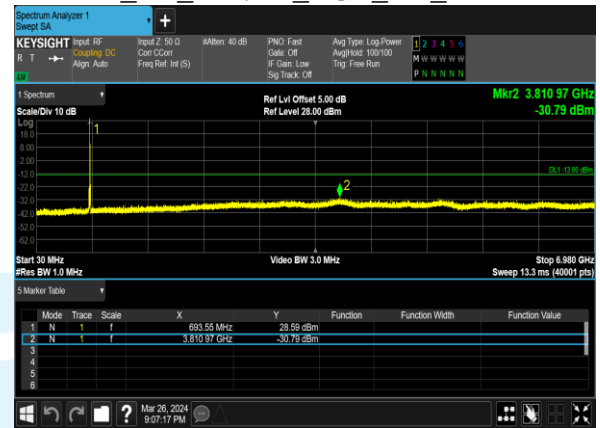 Spectrum Analyzer 1
Swept SA
KEYSIGHT
R T
Input: RF
Coupling: DC
Align: Auto
Input Z: 50 Ω
Corr CCorr
Freq Ref: Int (S)
#Atten: 40 dB
PNO: Fast
Gate: Off
IF Gain: Low
Sig Track: Off
Avg Type: Log-Power
Avg|Hold: 100/100
Trig: Free Run
1 2 3 4 5 6
M W W W W W
P N N N N N
1 Spectrum
Scale/Div 10 dB
Log
Ref Lvl Offset 5.00 dB
Ref Level 28.00 dBm
Mkr2 3.810 97 GHz
-30.79 dBm
18.0
8.00
-2.00
-12.0
-22.0
-32.0
-42.0
-52.0
-62.0
1
2
DL1 -13.00 dBm
Start 30 MHz
#Res BW 1.0 MHz
Video BW 3.0 MHz
Stop 6.980 GHz
Sweep 13.3 ms (40001 pts)
5 Marker Table
Mode Trace Scale X Y Function Function Width Function Value
1 N 1 f 693.55 MHz 28.59 dBm
2 N 1 f 3.810 97 GHz -30.79 dBm
3
4
5
6
?
Mar 26, 2024
9:07:17 PM